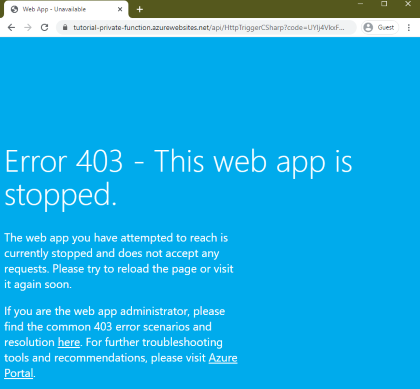 Web App - Unavailable
tutorial-private-function.azurewebsites.net/api/HttpTriggerCSharp?code=
Guest
Error 403 - This web app is
stopped.
The web app you have attempted to reach is
currently stopped and does not accept any
requests. Please try to reload the page or visit
it again soon.
If you are the web app administrator, please
find the common 403 error scenarios and
resolution here. For further troubleshooting
tools and recommendations, please visit Azure
Portal.